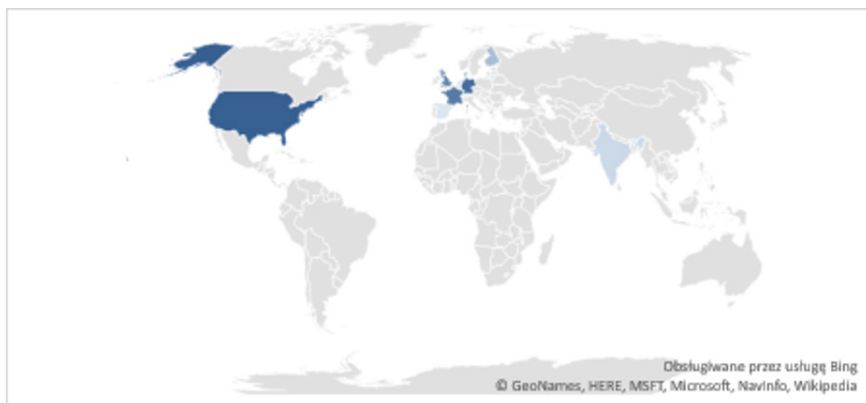 Obsługiwane przez usługę Bing
© GeoNames, HERE, MSFT, Microsoft, NavInfo, Wikipedia